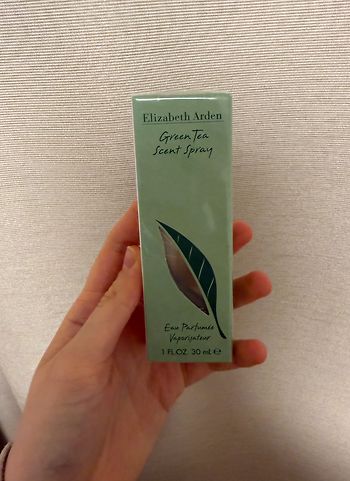 Elizabeth Arden
Green Tea
Scent Spray
Eau Parfumée
Vaporisateur
1 FL.OZ. 30 mL ℮